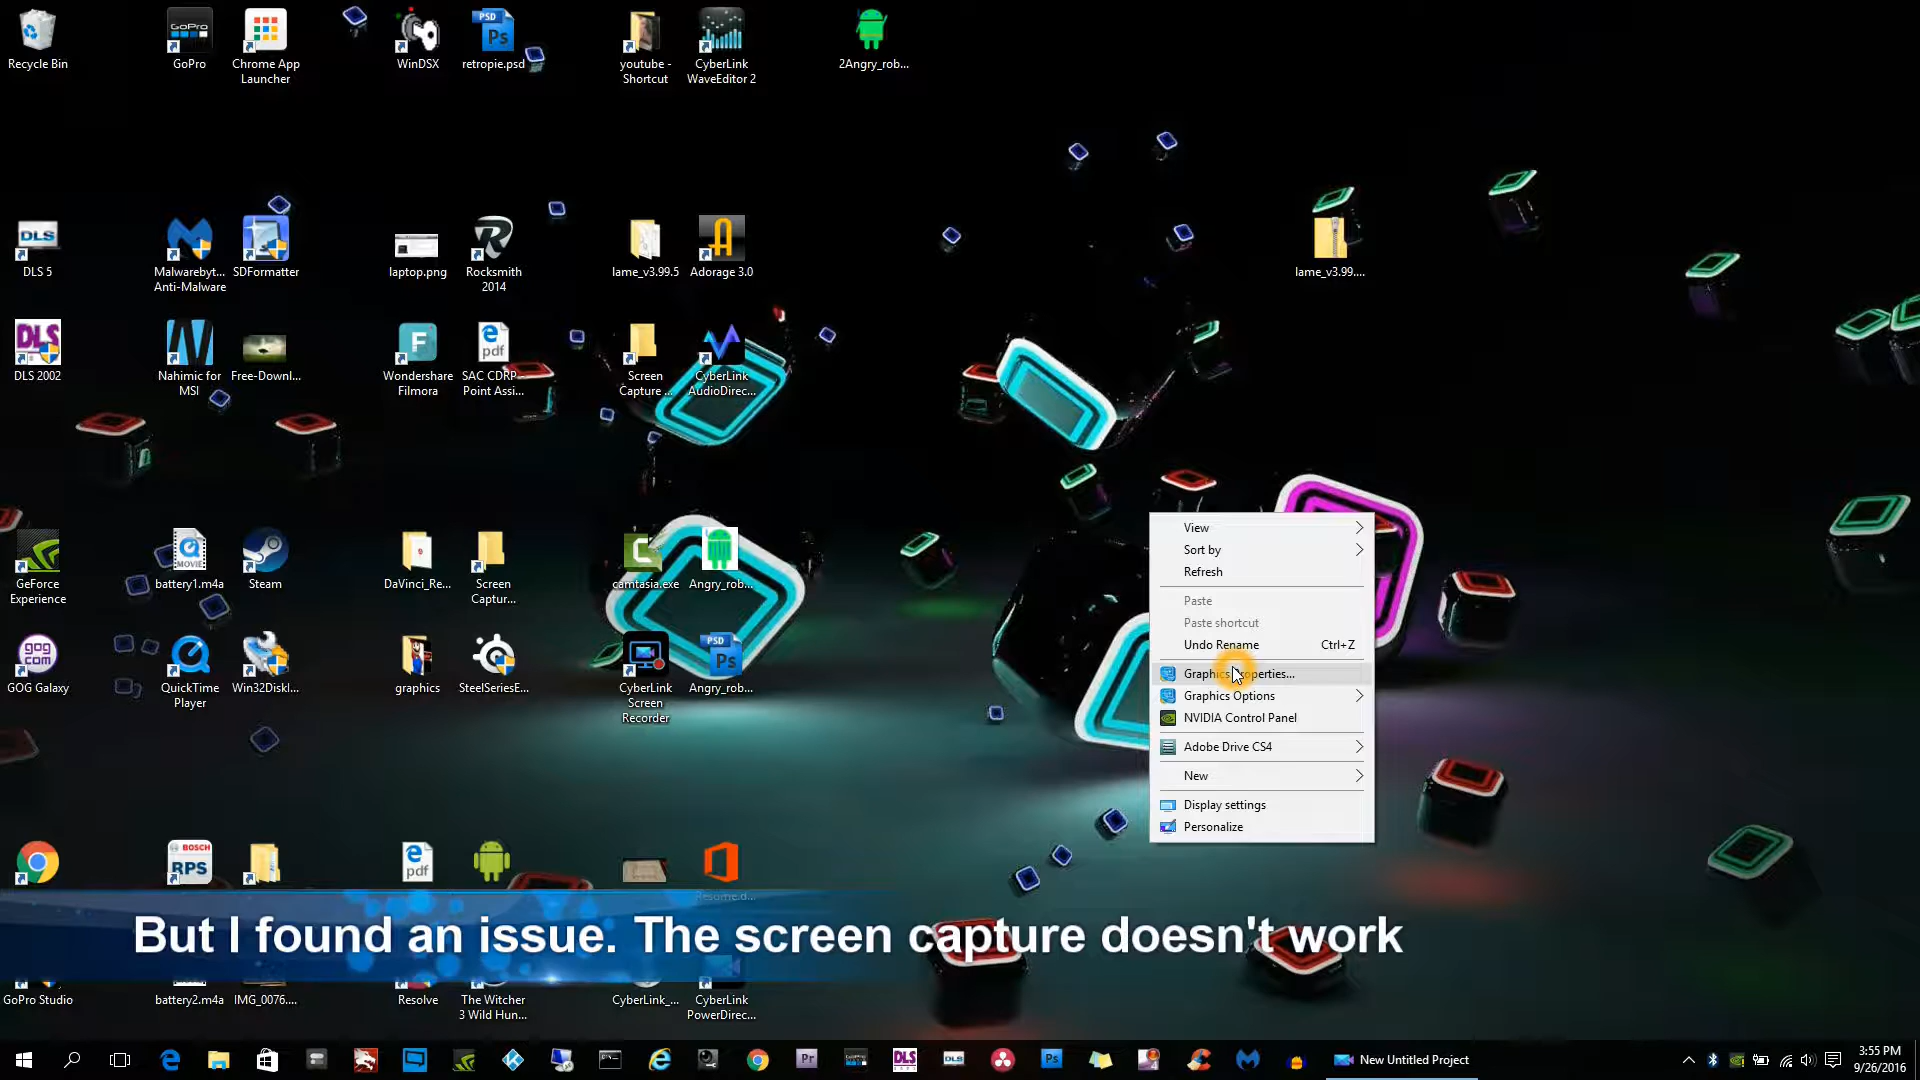 Recycle Bin
GoPro
Chrome App
Launcher
WinDSX
retropie.psd
youtube -
Shortcut
CyberLink
WaveEditor 2
2Angry_rob...
DLS 5
Malwarebyt...
Anti-Malware
SDFormatter
laptop.png
Rocksmith
2014
lame_v3.99.5
Adorage 3.0
lame_v3.99....
DLS 2002
Nahimic for
MSI
Free-Downl...
Wondershare
Filmora
SAC CDRP
Point Assi...
Screen
Capture ...
CyberLink
AudioDirec...
GeForce
Experience
battery1.m4a
Steam
DaVinci_Re...
Screen
Captur...
camtasia.exe
Angry_rob...
GOG Galaxy
QuickTime
Player
Win32DiskI...
graphics
SteelSeriesE...
CyberLink
Screen
Recorder
Angry_rob...
View
Sort by
Refresh
Paste
Paste shortcut
Undo Rename Ctrl+Z
Graphics operties...
Graphics Options
NVIDIA Control Panel
Adobe Drive CS4
New
Display settings
Personalize
BOSCH
RPS
Resume.d...
But I found an issue. The screen capture doesn't work
GoPro Studio
battery2.m4a
IMG_0076....
Resolve
The Witcher
3 Wild Hun...
CyberLink_...
CyberLink
PowerDirec...
New Untitled Project
3:55 PM
9/26/2016